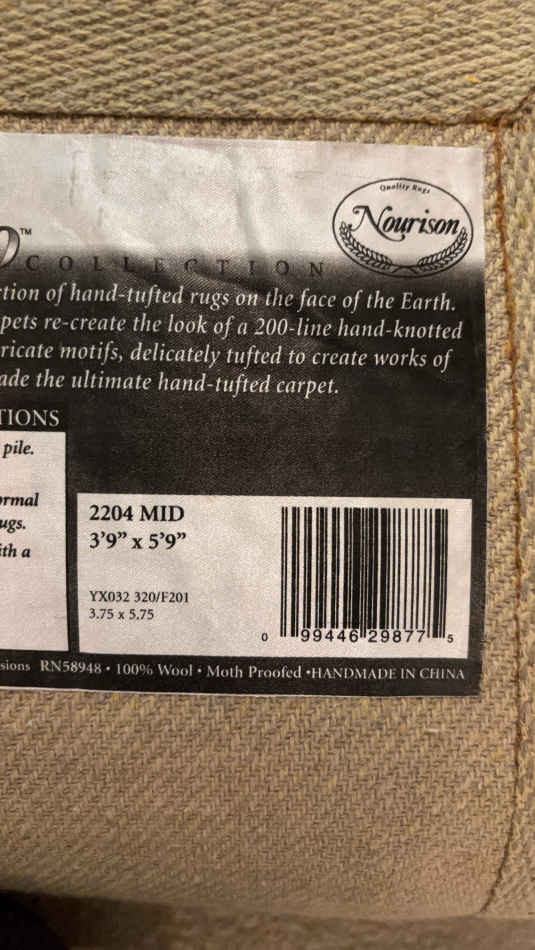 Quality Rugs
Nourison
™
COLLECTION
tion of hand-tufted rugs on the face of the Earth.
pets re-create the look of a 200-line hand-knotted
ricate motifs, delicately tufted to create works of
ade the ultimate hand-tufted carpet.
TIONS
pile.
ormal
ugs.
ith a
2204 MID
3'9" x 5'9"
YX032 320/F201
3.75 x 5.75
0 99446 29877 5
sions RN58948 • 100% Wool • Moth Proofed •HANDMADE IN CHINA